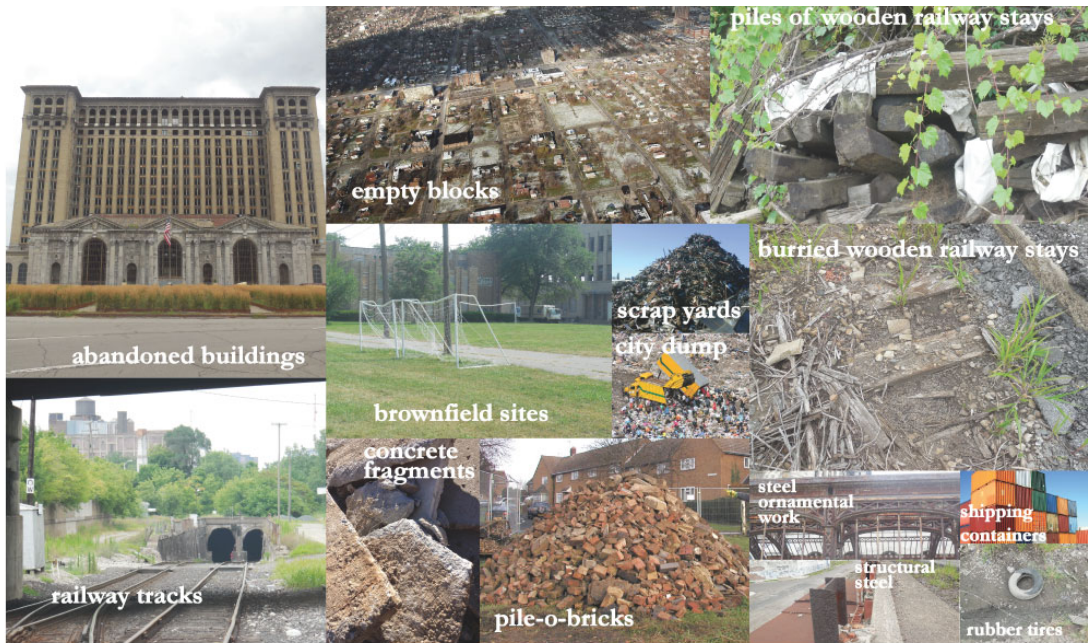 piles of wooden railway stays
empty blocks
burried wooden railway stays
abandoned buildings
scrap yards
city dump
brownfield sites
concrete
fragments
steel
ornamental
work
shipping
containers
structural
steel
railway tracks
pile-o-bricks
rubber tires